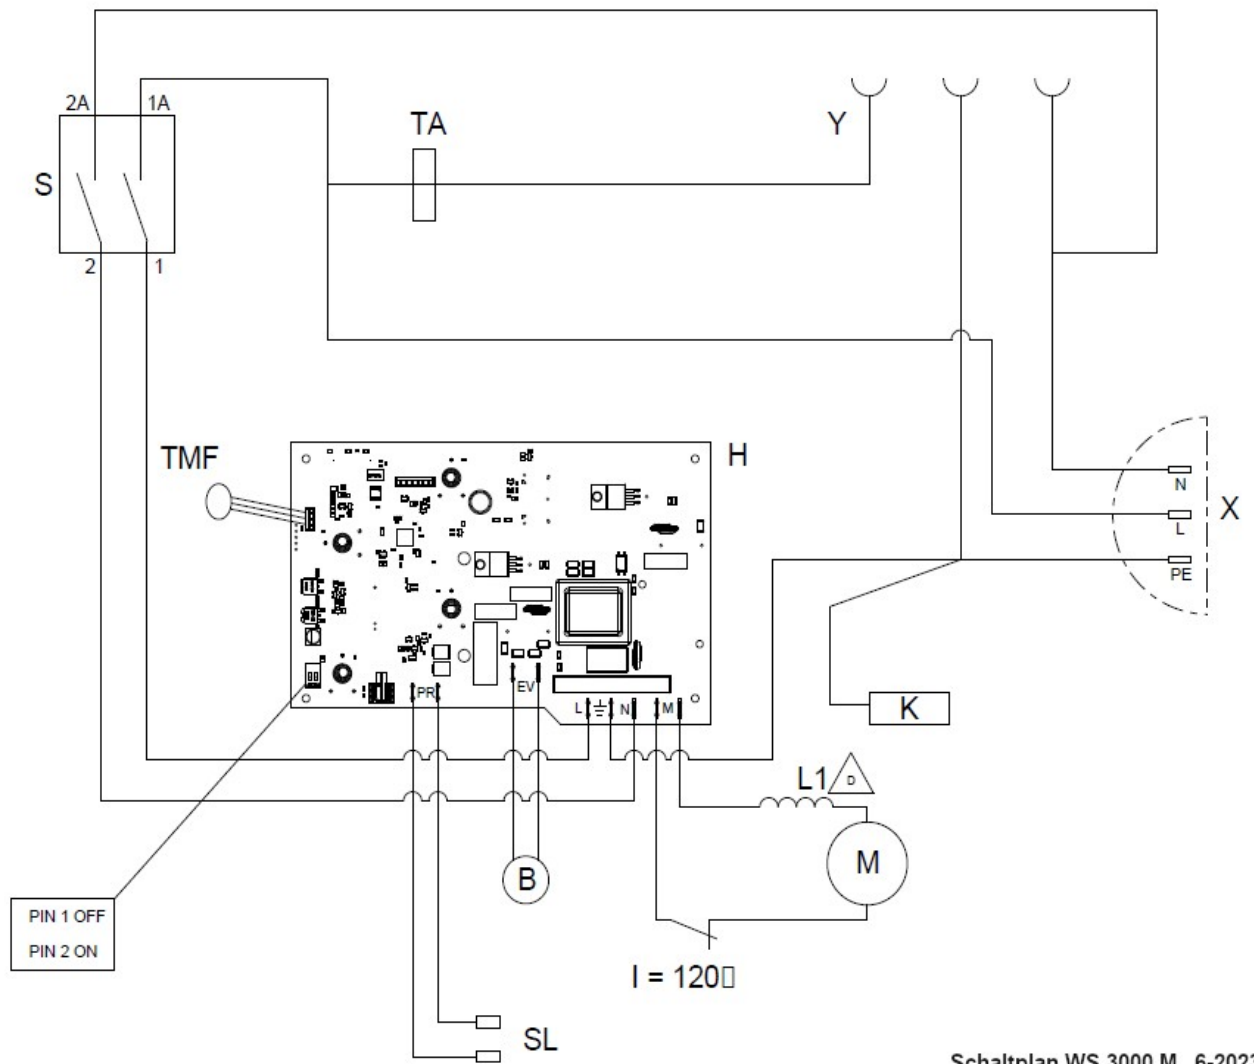 2A
1A
TA
Y
S
2
1
TMF
H
N
L
X
PE
PR
EV
L
N
M
K
L1
D
M
B
PIN 1 OFF
PIN 2 ON
I = 120▯
SL
Schaltplan WS 3000 M